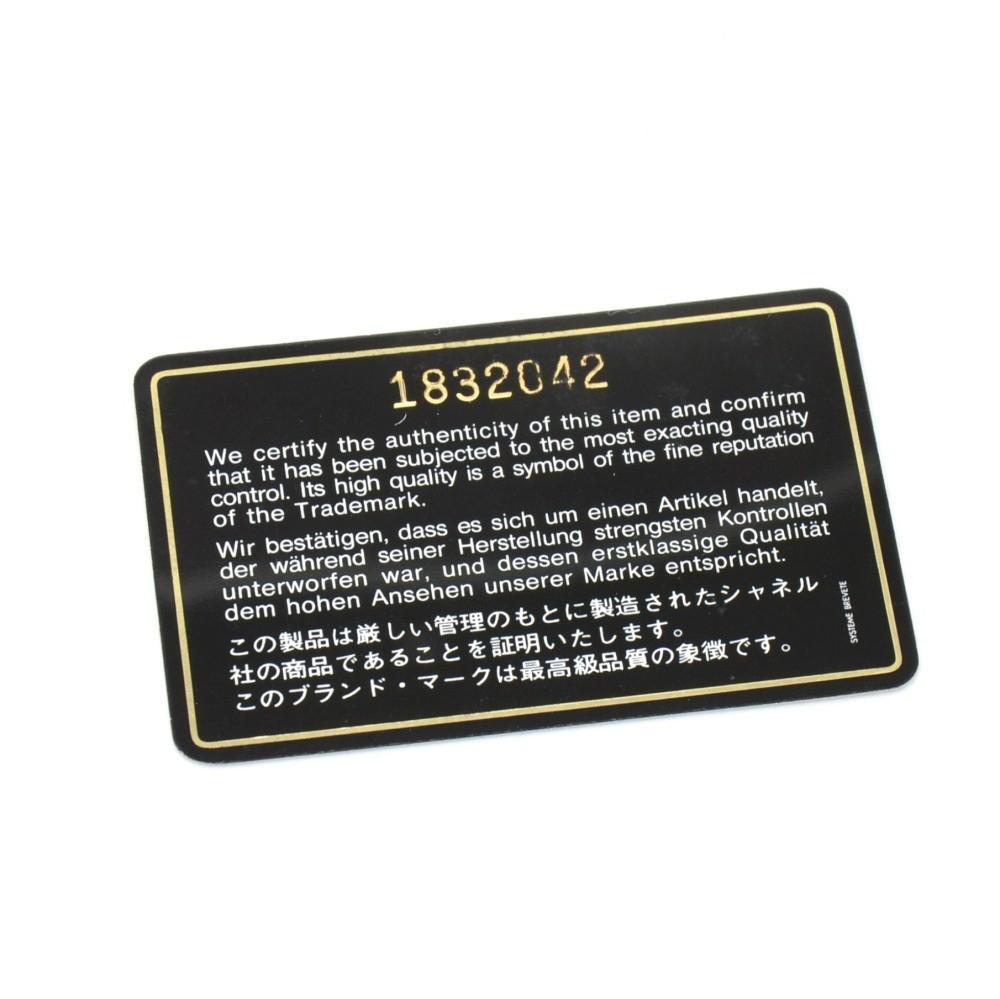 1832042
We certify the authenticity of this item and confirm
that it has been subjected to the most exacting quality
control. Its high quality is a symbol of the fine reputation
of the Trademark.
Wir bestätigen, dass es sich um einen Artikel handelt,
der während seiner Herstellung strengsten Kontrollen
unterworfen war, und dessen erstklassige Qualität
dem hohen Ansehen unserer Marke entspricht.
この製品は厳しい管理のもとに製造されたシャネル
社の商品であることを証明いたします。
このブランド・マークは最高級品質の象徴です。
SYSTEME BREVETE